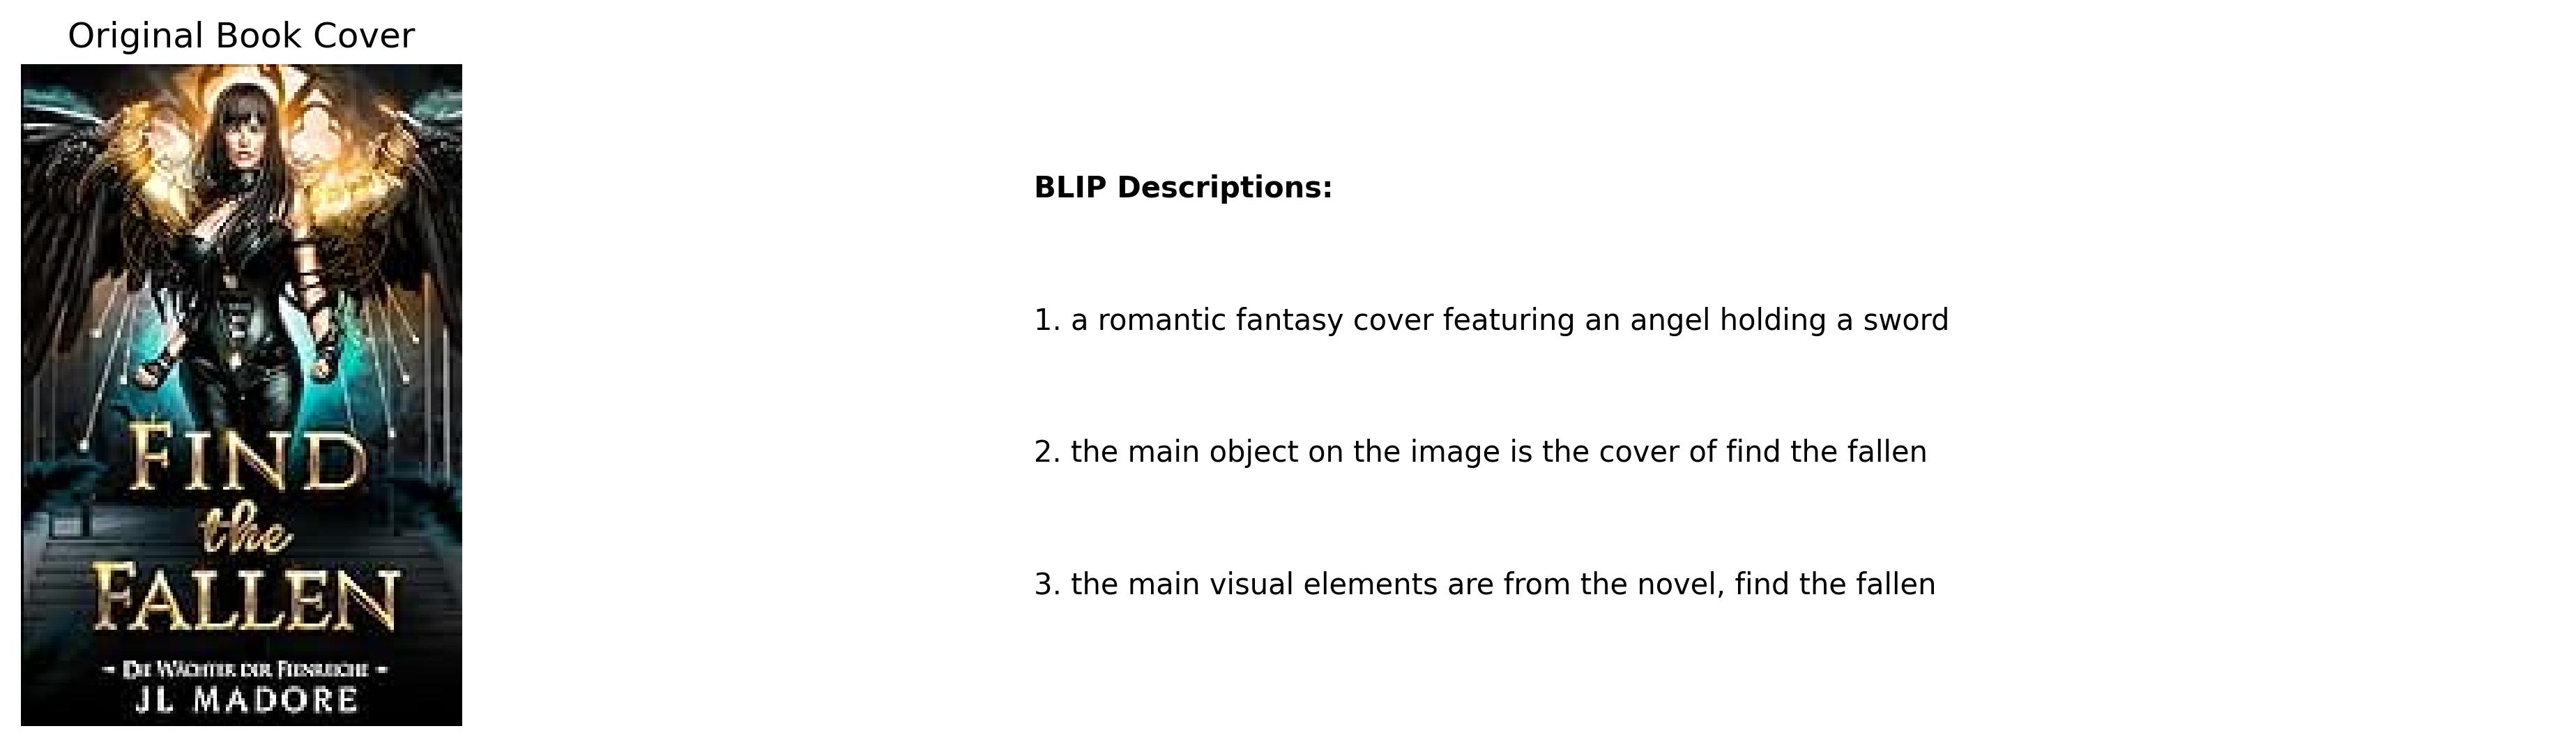 Original Book Cover
FIND
the
FALLEN
- DIE WÄCHTER DER FEENREICHE -
JL MADORE
BLIP Descriptions:
1. a romantic fantasy cover featuring an angel holding a sword
2. the main object on the image is the cover of find the fallen
3. the main visual elements are from the novel, find the fallen